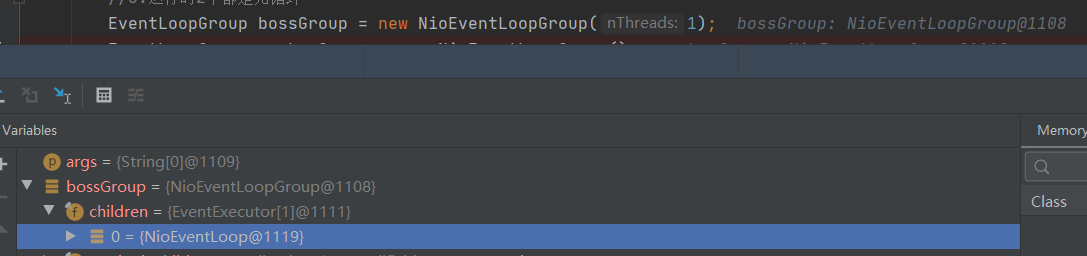 EventLoopGroup bossGroup = new NioEventLoopGroup( nThreads: 1); bossGroup: NioEventLoopGroup@1108
Variables
Memory
args = {String[0]@1109}
bossGroup = {NioEventLoopGroup@1108}
children = {EventExecutor[1]@1111}
Class
0 = {NioEventLoop@1119}